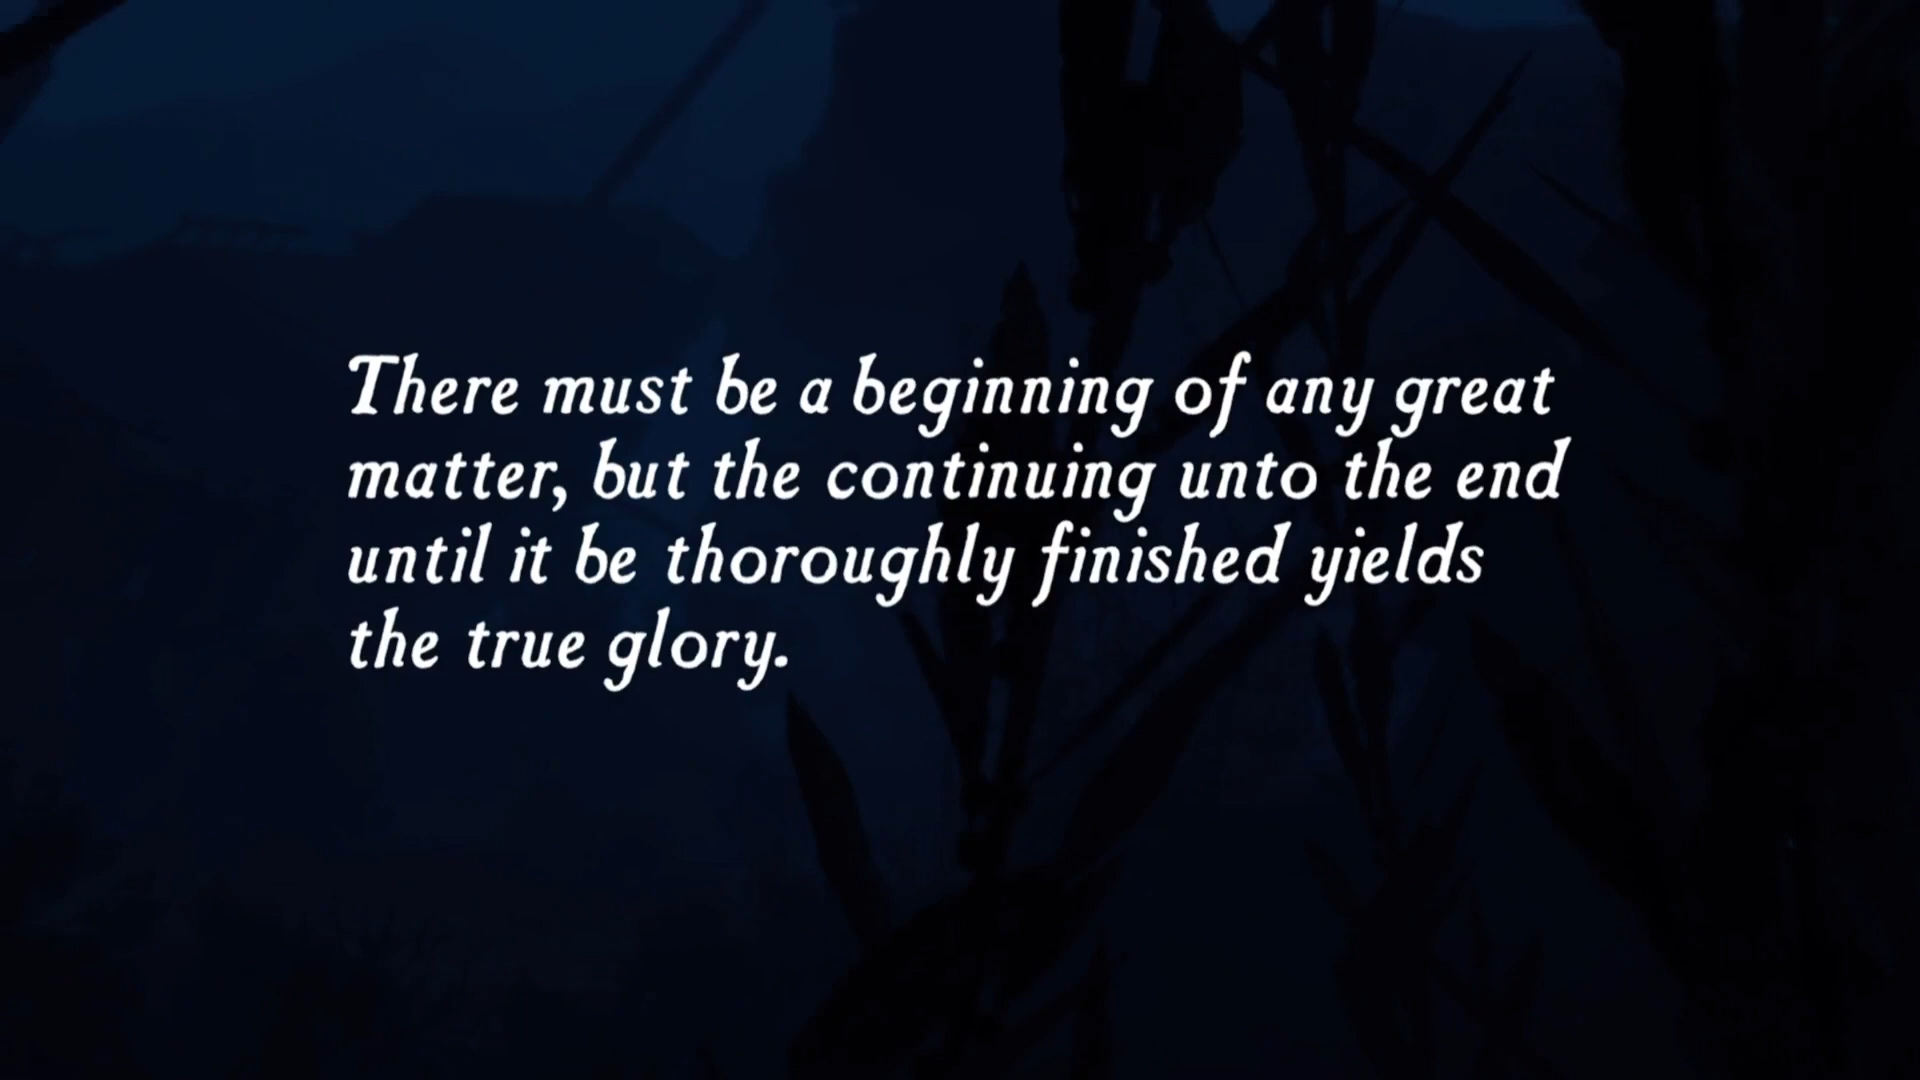 There must be a beginning of any great
matter, but the continuing unto the end
until it be thoroughly finished yields
the true glory.